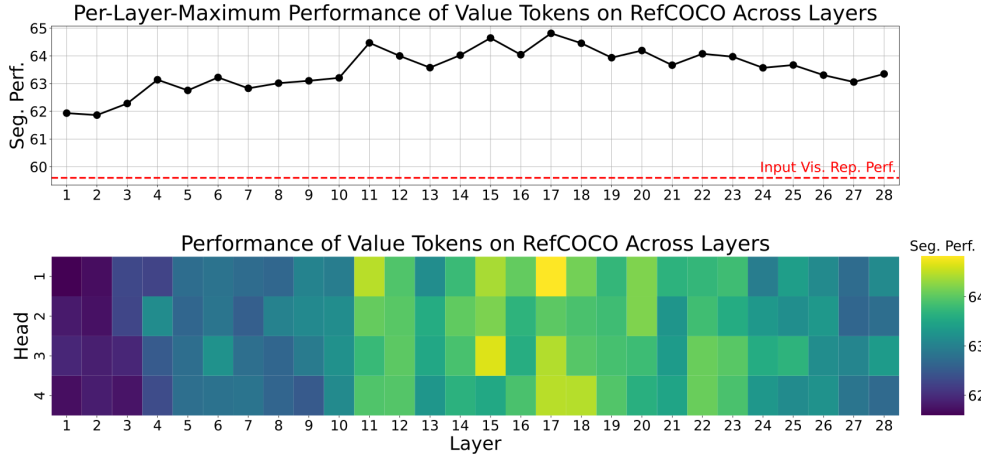 Per-Layer-Maximum Performance of Value Tokens on RefCOCO Across Layers
Seg. Perf.
65
64
63
62
61
60
Input Vis. Rep. Perf.
1 2 3 4 5 6 7 8 9 10 11 12 13 14 15 16 17 18 19 20 21 22 23 24 25 26 27 28
Performance of Value Tokens on RefCOCO Across Layers
Seg. Perf.
Head
1
2
3
4
64
63
62
1 2 3 4 5 6 7 8 9 10 11 12 13 14 15 16 17 18 19 20 21 22 23 24 25 26 27 28
Layer